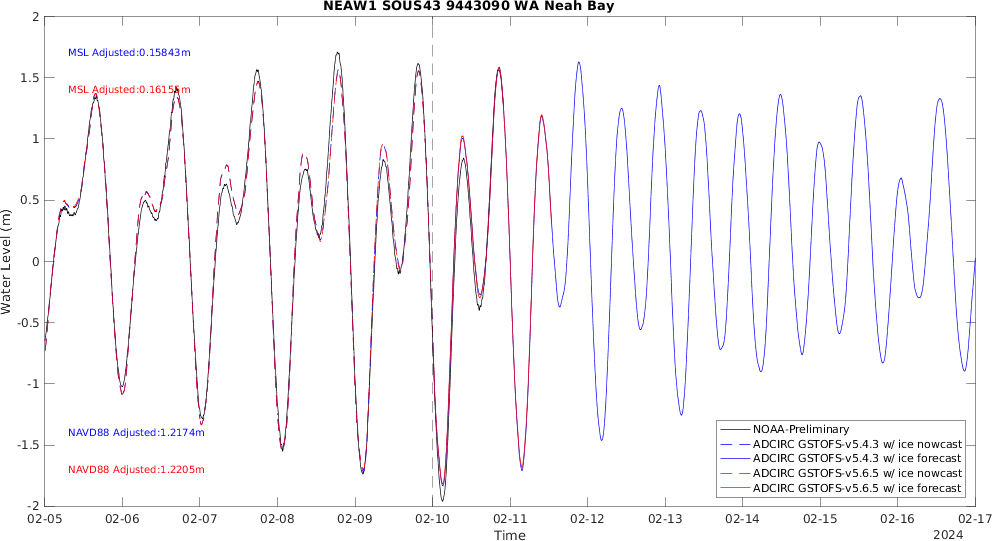 NEAW1 SOUS43 9443090 WA Neah Bay
MSL Adjusted:0.15843m
MSL Adjusted:0.16155m
NAVD88 Adjusted:1.2174m
NAVD88 Adjusted:1.2205m
Water Level (m)
2
1.5
1
0.5
0
-0.5
-1
-1.5
-2
NOAA-Preliminary
ADCIRC GSTOFS-v5.4.3 w/ ice nowcast
ADCIRC GSTOFS-v5.4.3 w/ ice forecast
ADCIRC GSTOFS-v5.6.5 w/ ice nowcast
ADCIRC GSTOFS-v5.6.5 w/ ice forecast
02-05 02-06 02-07 02-08 02-09 02-10 02-11 02-12 02-13 02-14 02-15 02-16 02-17
Time
2024